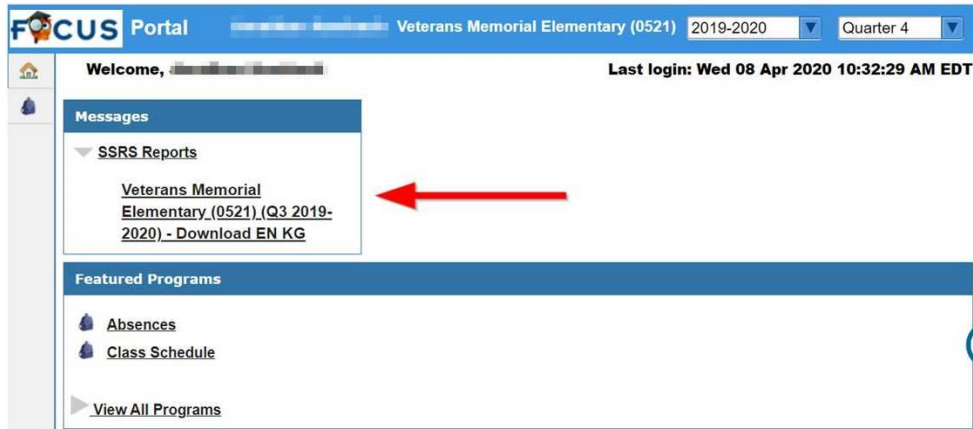 FOCUS Portal Veterans Memorial Elementary (0521) 2019-2020 Quarter 4
Welcome, Last login: Wed 08 Apr 2020 10:32:29 AM EDT
Messages
SSRS Reports
Veterans Memorial
Elementary (0521) (Q3 2019-
2020) - Download EN KG
Featured Programs
Absences
Class Schedule
View All Programs